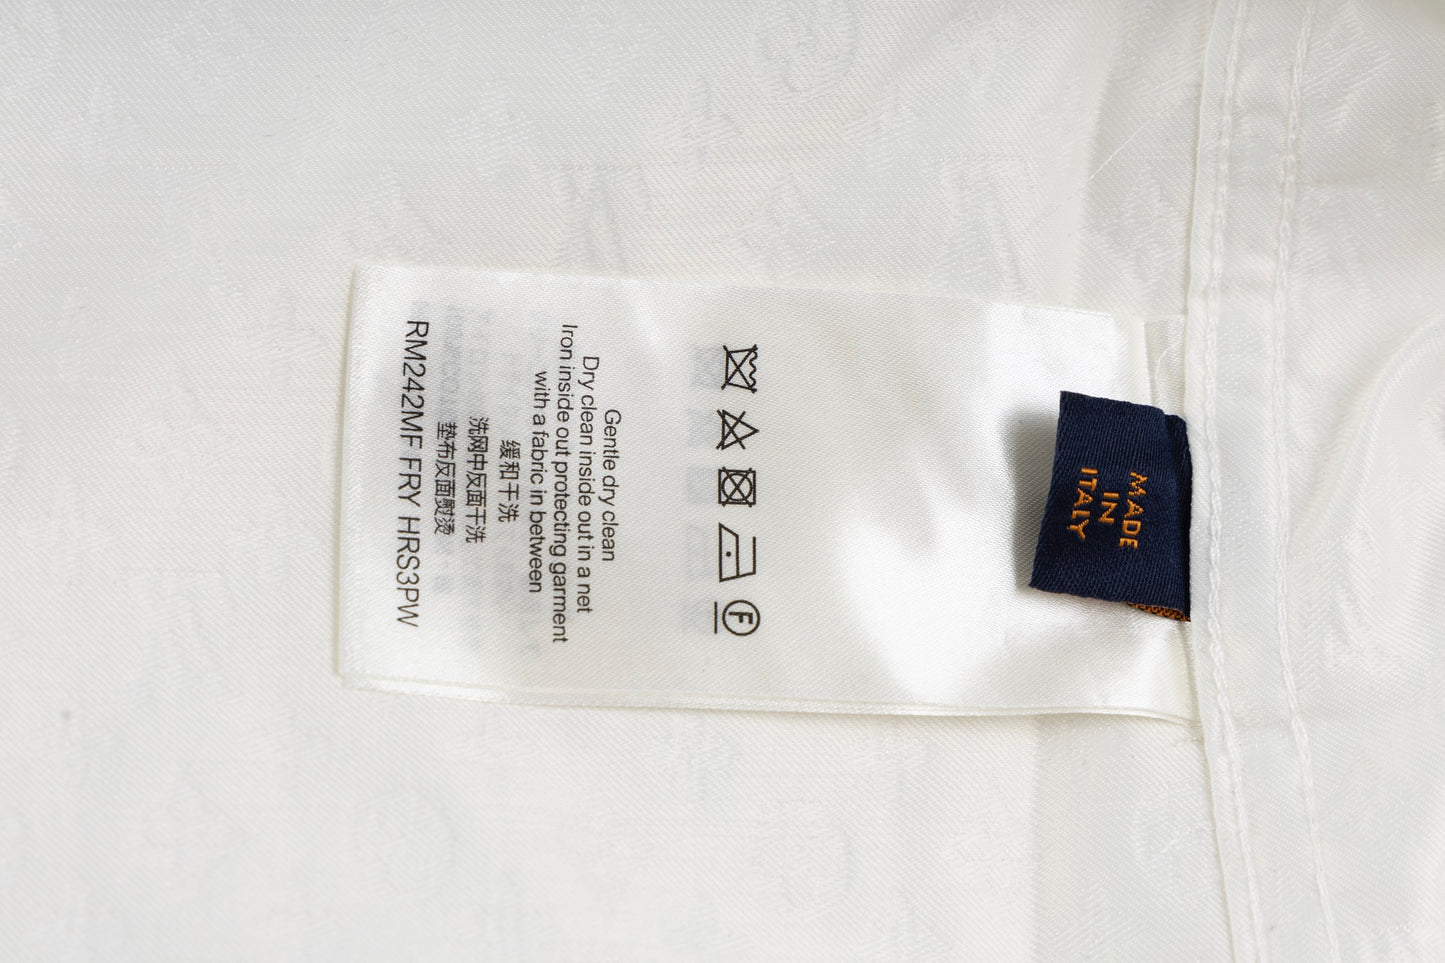 MADE
IN
ITALY
F
Gentle dry clean
Dry clean inside out in a net
Iron inside out protecting garment
with a fabric in between
缓和干洗
洗网中反面干洗
垫布反面熨烫
RM242MF FRY HRS3PW